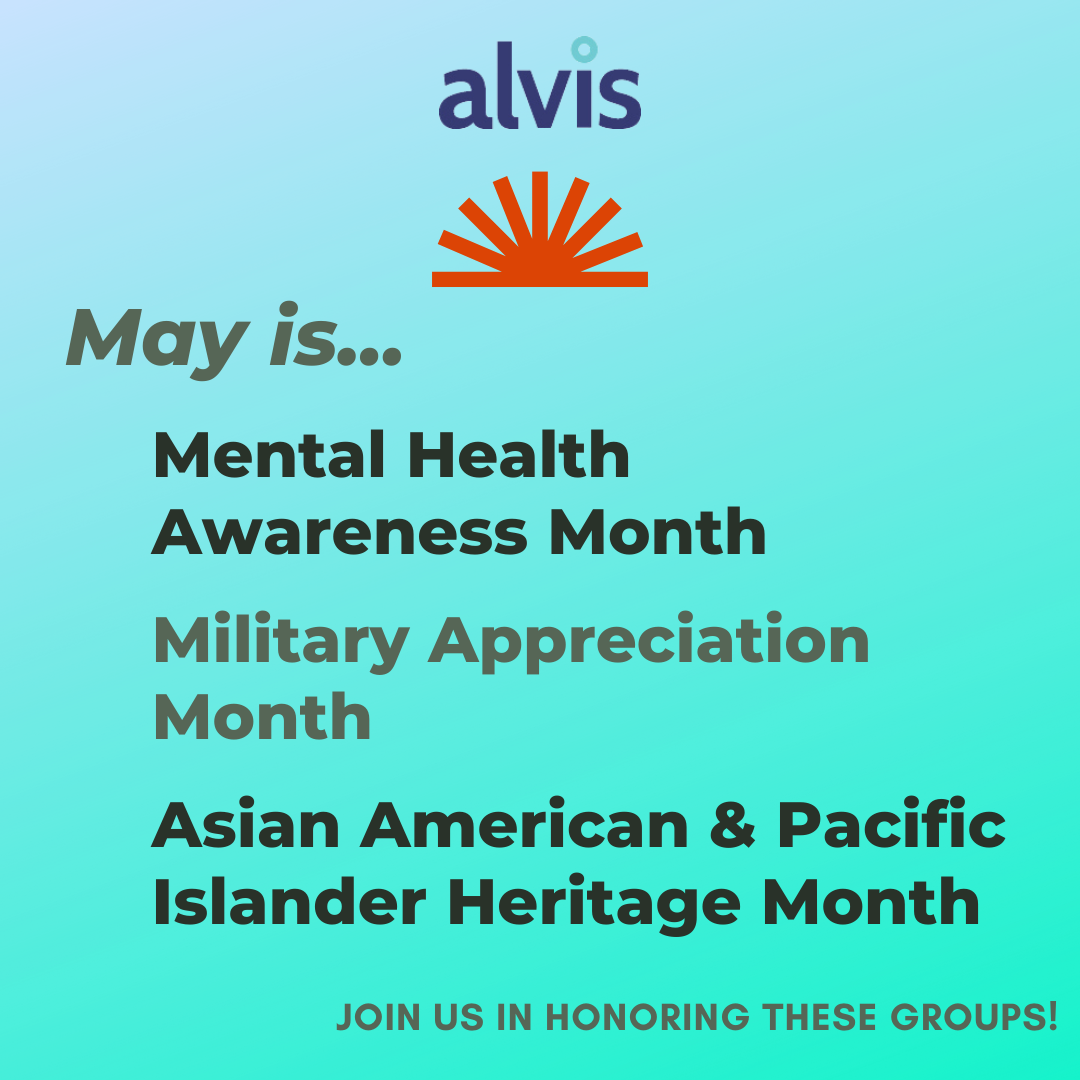 alvis
May is...
Mental Health
Awareness Month
Military Appreciation
Month
Asian American & Pacific
Islander Heritage Month
JOIN US IN HONORING THESE GROUPS!